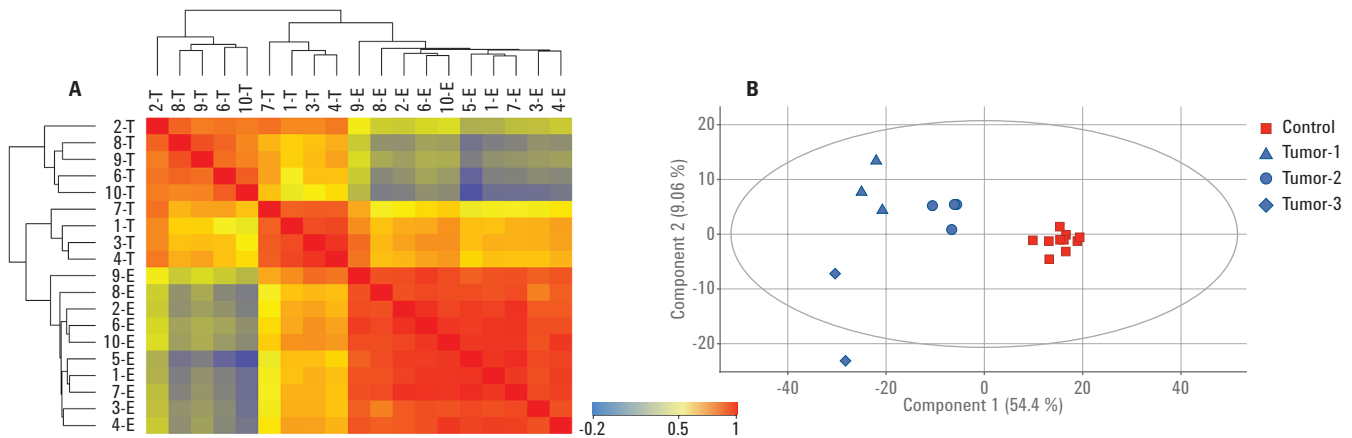 A
2-T 8-T 9-T 6-T 10-T 7-T 1-T 3-T 4-T 9-E 8-E 2-E 6-E 10-E 5-E 1-E 7-E 3-E 4-E
2-T
8-T
9-T
6-T
10-T
7-T
1-T
3-T
4-T
9-E
8-E
2-E
6-E
10-E
5-E
1-E
7-E
3-E
4-E
-0.2 0.5 1
B
Component 2 (9.06 %)
20
10
0
-10
-20
-40 -20 0 20 40
Component 1 (54.4 %)
Control
Tumor-1
Tumor-2
Tumor-3